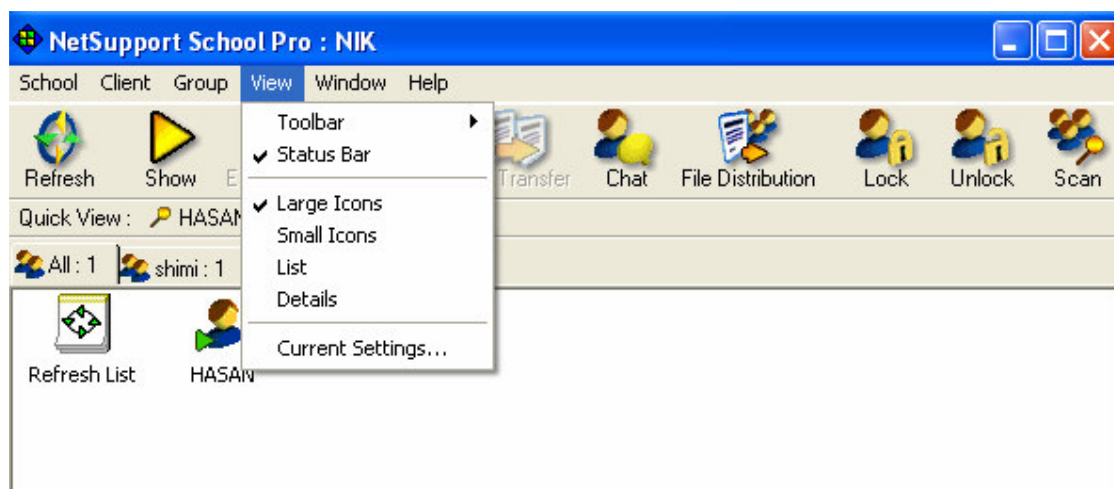 NetSupport School Pro : NIK
School Client Group View Window Help
Toolbar
Status Bar
Large Icons
Small Icons
List
Details
Current Settings...
Refresh Show E Transfer Chat File Distribution Lock Unlock Scan
Quick View : HASAN
All : 1 shimi : 1
Refresh List HASAN